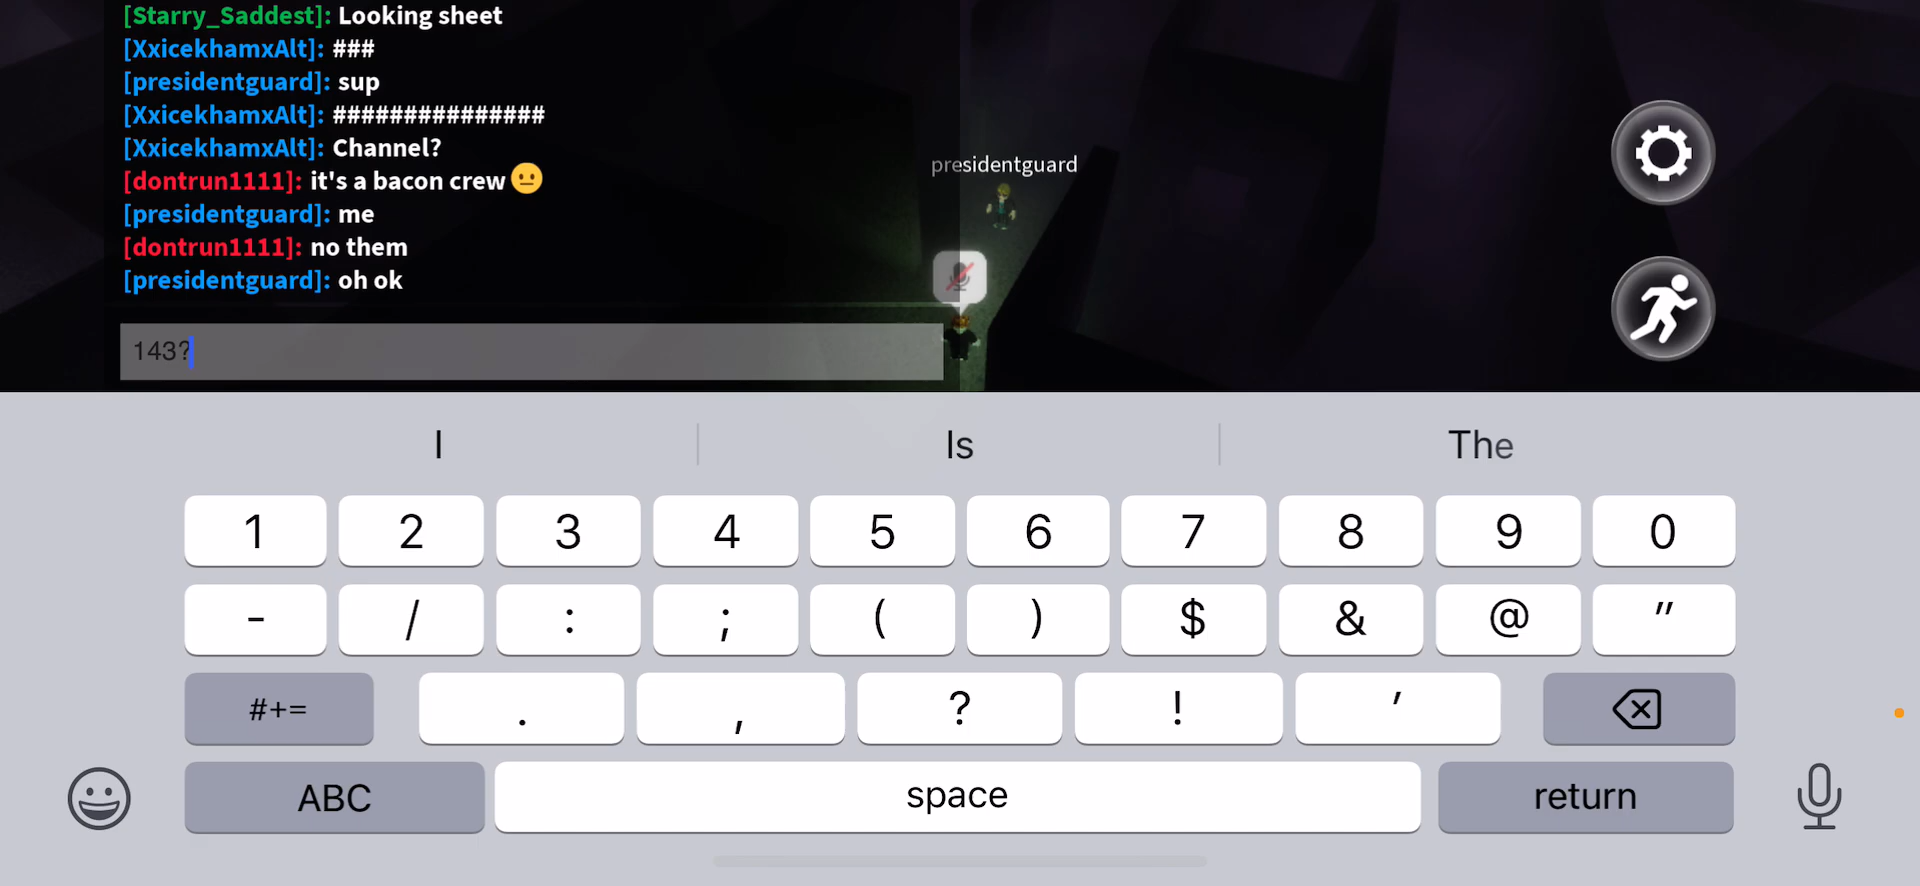 [Starry_Saddest]: Looking sheet
[XxicekhamxAlt]: ###
[presidentguard]: sup
[XxicekhamxAlt]: ###############
[XxicekhamxAlt]: Channel?
[dontrun1111]: it's a bacon crew😐
[presidentguard]: me
[dontrun1111]: no them
[presidentguard]: oh ok
presidentguard
143?
I Is The
1 2 3 4 5 6 7 8 9 0
- / : ; ( ) $ & @ "
#+= . , ? ! '
ABC space return